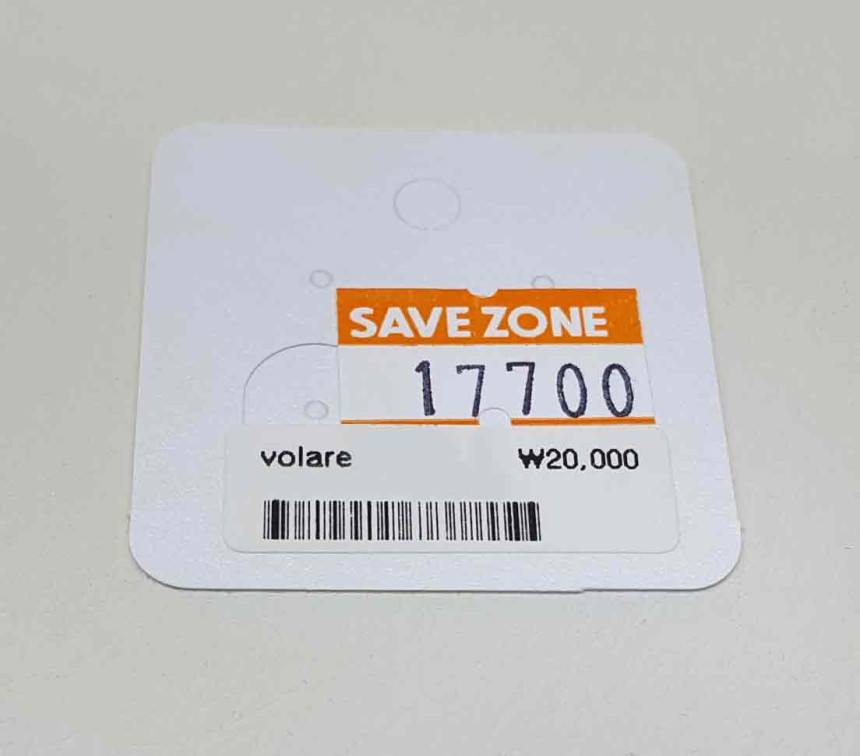 SAVE ZONE
17700
volare ₩20,000